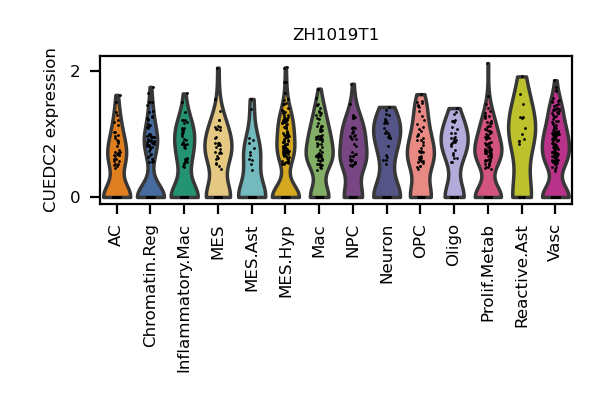 ZH1019T1
CUEDC2 expression
2
0
AC
Chromatin.Reg
Inflammatory.Mac
MES
MES.Ast
MES.Hyp
Mac
NPC
Neuron
OPC
Oligo
Prolif.Metab
Reactive.Ast
Vasc